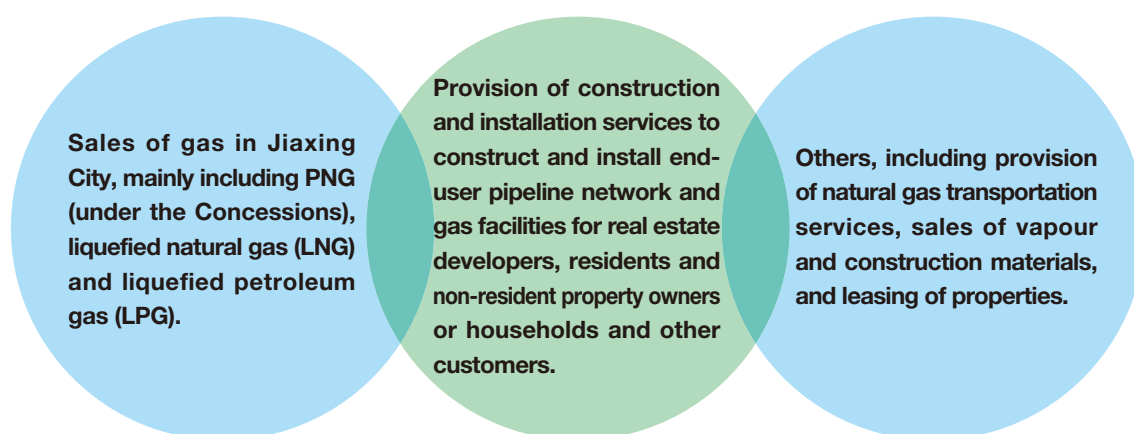 Sales of gas in Jiaxing
City, mainly including PNG
(under the Concessions),
liquefied natural gas (LNG)
and liquefied petroleum
gas (LPG).
Provision of construction
and installation services to
construct and install end-
user pipeline network and
gas facilities for real estate
developers, residents and
non-resident property owners
or households and other
customers.
Others, including provision
of natural gas transportation
services, sales of vapour
and construction materials,
and leasing of properties.